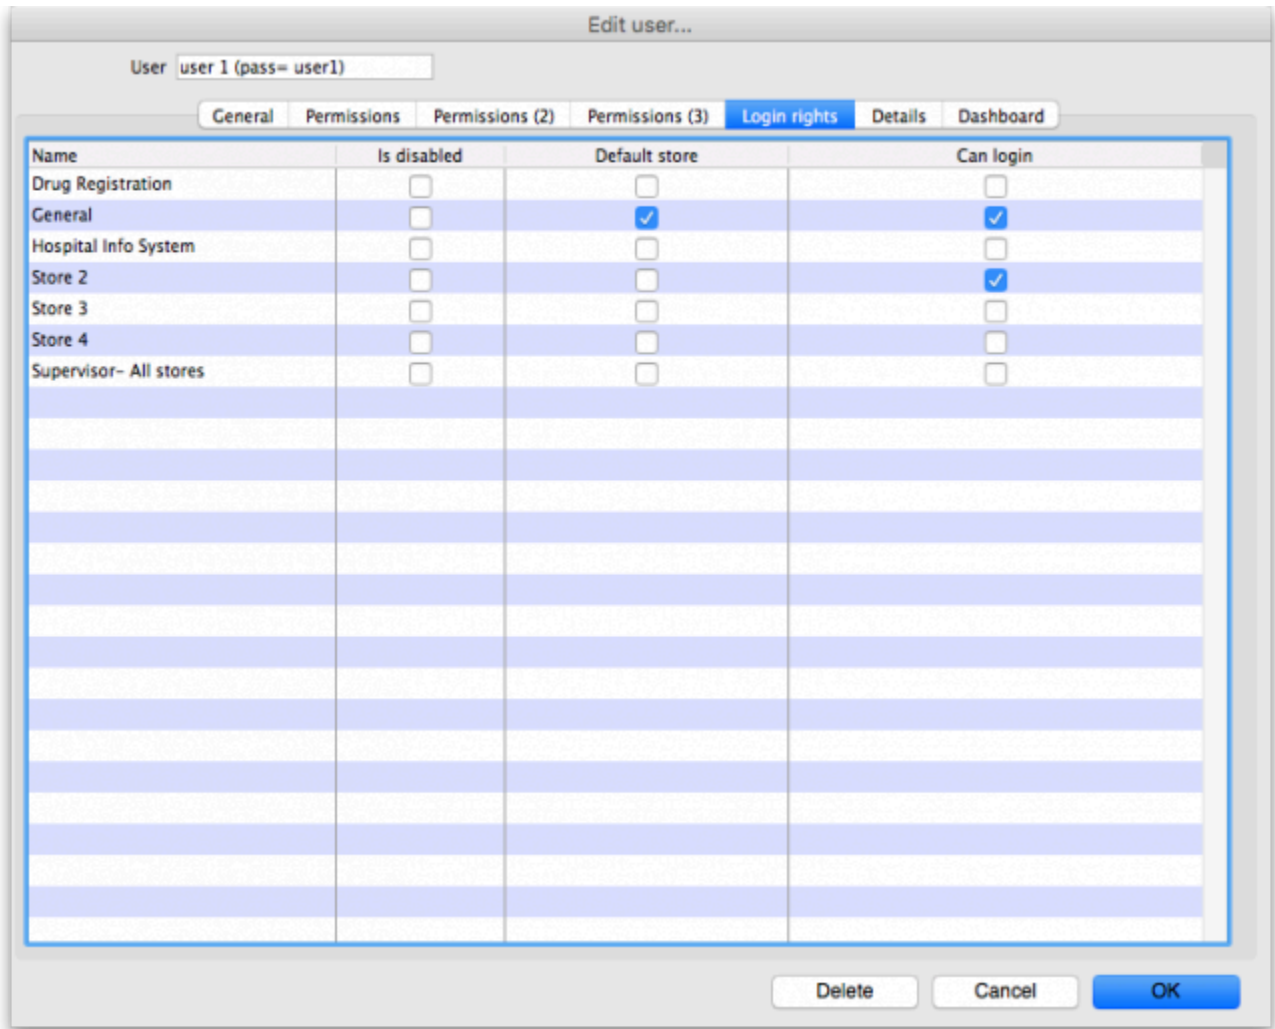 Edit user...
User user 1 (pass= user1)
General Permissions Permissions (2) Permissions (3) Login rights Details Dashboard
Name Is disabled Default store Can login
Drug Registration
General
Hospital Info System
Store 2
Store 3
Store 4
Supervisor- All stores
Delete Cancel OK